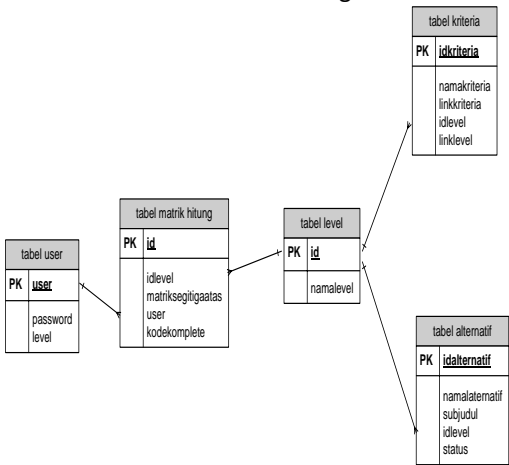 tabel kriteria
PK idkriteria
namakriteria
linkkriteria
idlevel
linklevel
tabel matrik hitung
PK id
idlevel
matriksegitigaatas
user
kodekomplete
tabel level
PK id
namalevel
tabel user
PK user
password
level
tabel alternatif
PK idalternatif
namalaternatif
subjudul
idlevel
status